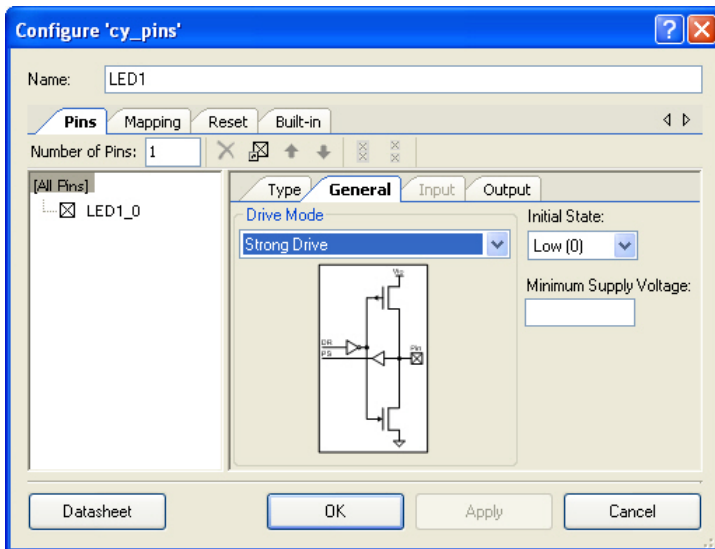 Configure 'cy_pins'
Name: LED1
Pins Mapping Reset Built-in
Number of Pins: 1
[All Pins]
LED1_0
Type General Input Output
Drive Mode
Strong Drive
Initial State:
Low (0)
Minimum Supply Voltage:
Vio
DR
PS
Pin
Datasheet OK Apply Cancel